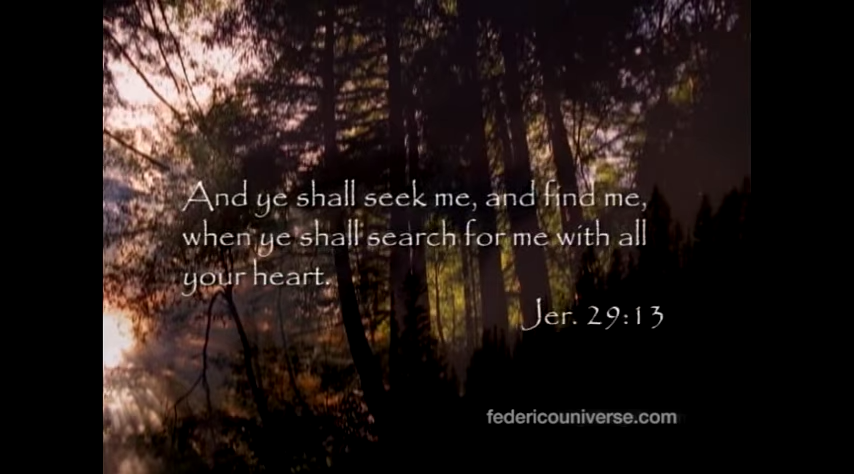 And ye shall seek me, and find me,
when ye shall search for me with all
your heart.
Jer. 29:13
federicouniverse.com